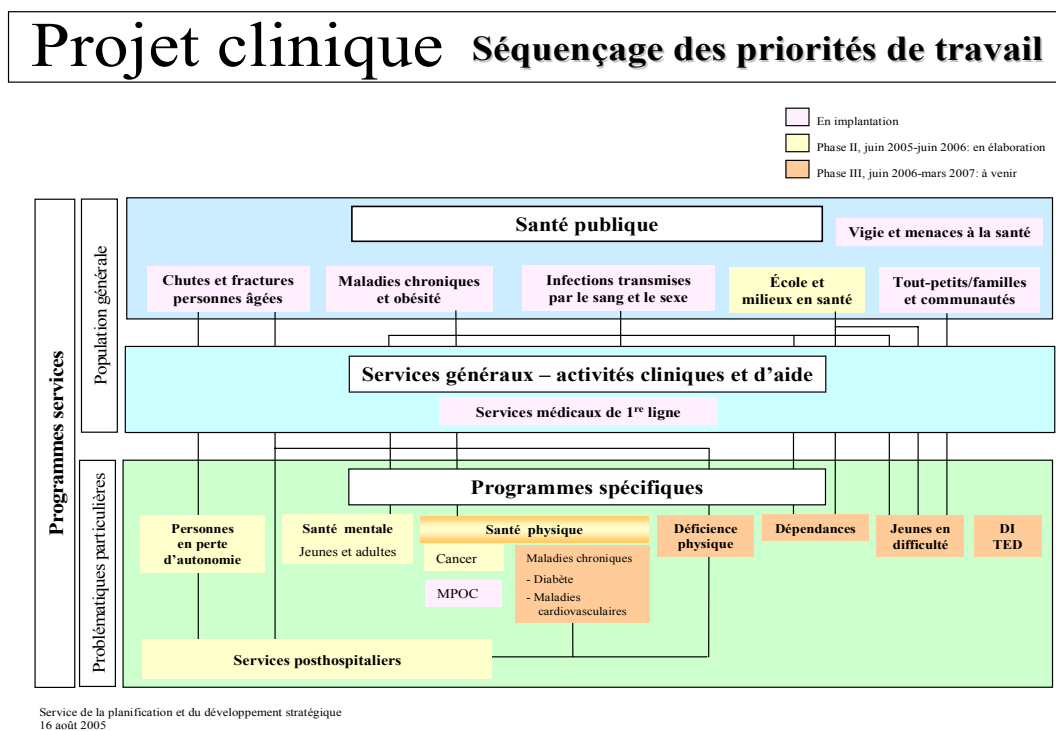 Projet clinique Séquençage des priorités de travail
En implantation
Phase II, juin 2005-juin 2006: en élaboration
Phase III, juin 2006-mars 2007: à venir
Programmes services
Population générale
Santé publique
Vigie et menaces à la santé
Chutes et fractures
personnes âgées
Maladies chroniques
et obésité
Infections transmises
par le sang et le sexe
École et
milieux en santé
Tout-petits/familles
et communautés
Services généraux – activités cliniques et d'aide
Services médicaux de 1re ligne
Problématiques particulières
Programmes spécifiques
Personnes
en perte
d'autonomie
Santé mentale
Jeunes et adultes
Santé physique
Cancer
MPOC
Maladies chroniques
- Diabète
- Maladies
cardiovasculaires
Déficience
physique
Dépendances
Jeunes en
difficulté
DI
TED
Services posthospitaliers
Service de la planification et du développement stratégique
16 août 2005